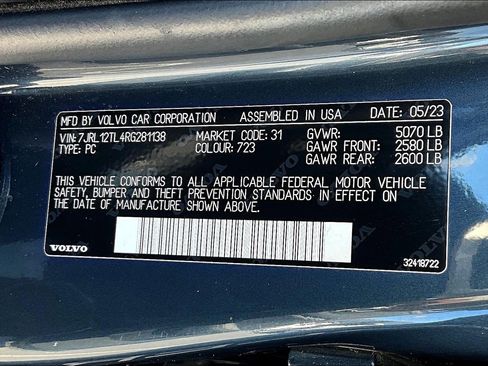 MFD. BY VOLVO CAR CORPORATION ASSEMBLED IN USA DATE 05/23
VIN: 7JRL12TL4RG281138 MARKET CODE: 31 GVWR: 5070 LB
TYPE: PC COLOUR: 723 GAWR FRONT: 2580 LB
GAWR REAR: 2600 LB
THIS VEHICLE CONFORMS TO ALL APPLICABLE FEDERAL MOTOR VEHICLE
SAFETY, BUMPER AND THEFT PREVENTION STANDARDS IN EFFECT ON
THE DATE OF MANUFACTURE SHOWN ABOVE.
VOLVO 32418722